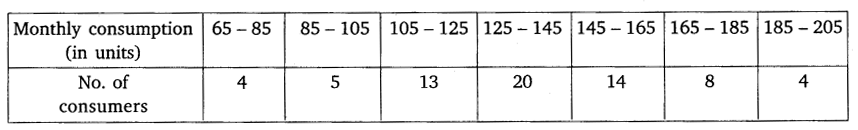 Monthly consumption (in units) 65 – 85 85 – 105 105 – 125 125 – 145 145 – 165 165 – 185 185 – 205
No. of consumers 4 5 13 20 14 8 4